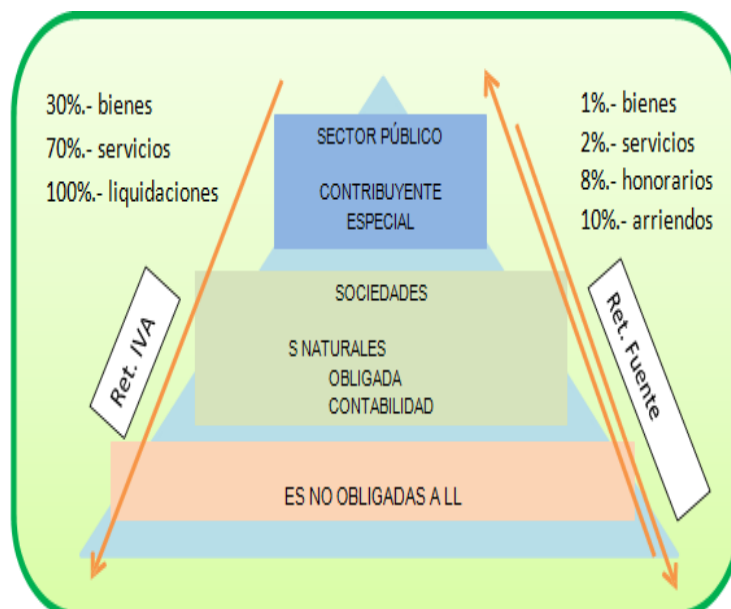 30%.- bienes
70%.- servicios
100%.- liquidaciones
SECTOR PÚBLICO
CONTRIBUYENTE
ESPECIAL
1%.- bienes
2%.- servicios
8%.- honorarios
10%.- arriendos
Ret. IVA
SOCIEDADES
S NATURALES
OBLIGADA
CONTABILIDAD
Ret. Fuente
ES NO OBLIGADAS A LL